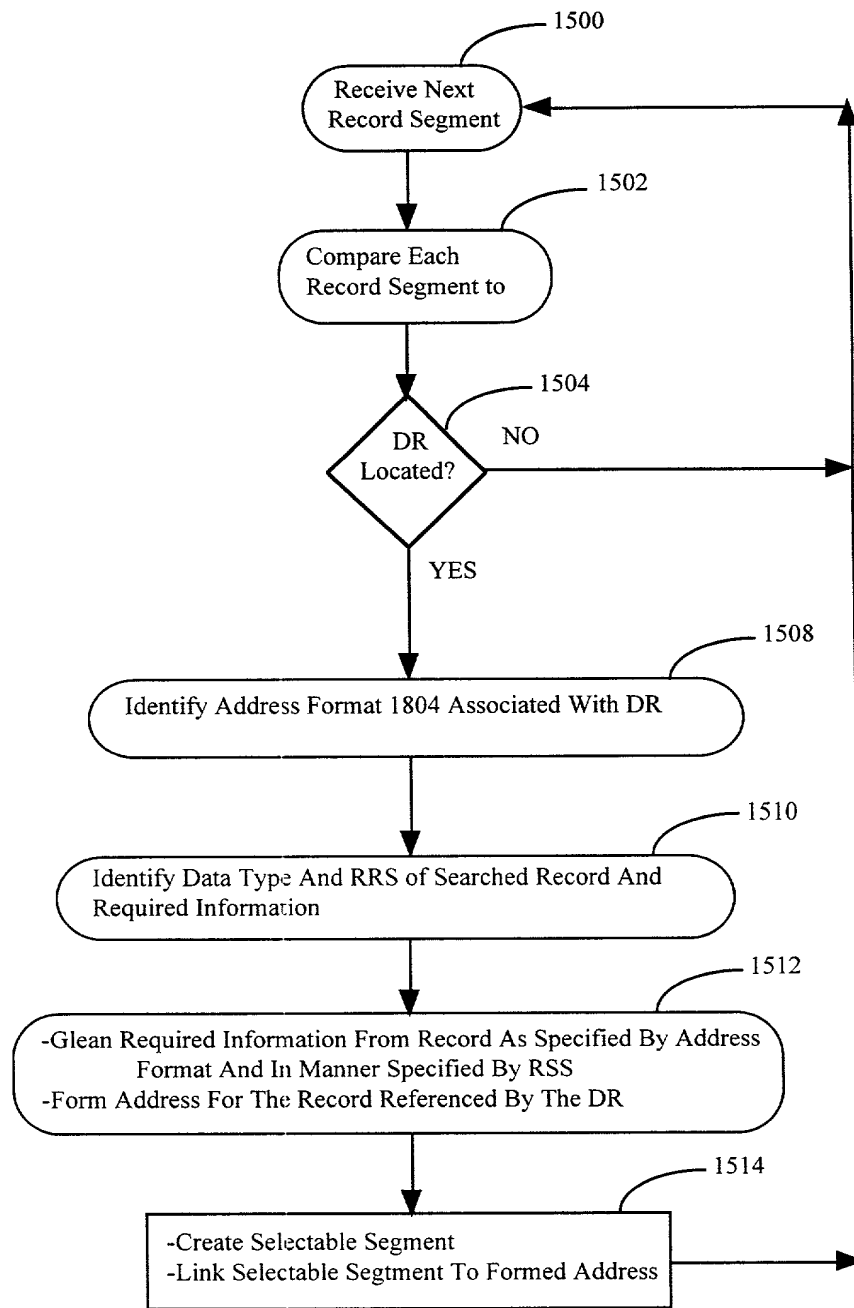 1500
Receive Next
Record Segment
1502
Compare Each
Record Segment to
1504
DR
Located?
NO
YES
1508
Identify Address Format 1804 Associated With DR
1510
Identify Data Type And RRS of Searched Record And
Required Information
1512
-Glean Required Information From Record As Specified By Address
Format And In Manner Specified By RSS
-Form Address For The Record Referenced By The DR
1514
-Create Selectable Segment
-Link Selectable Segtment To Formed Address